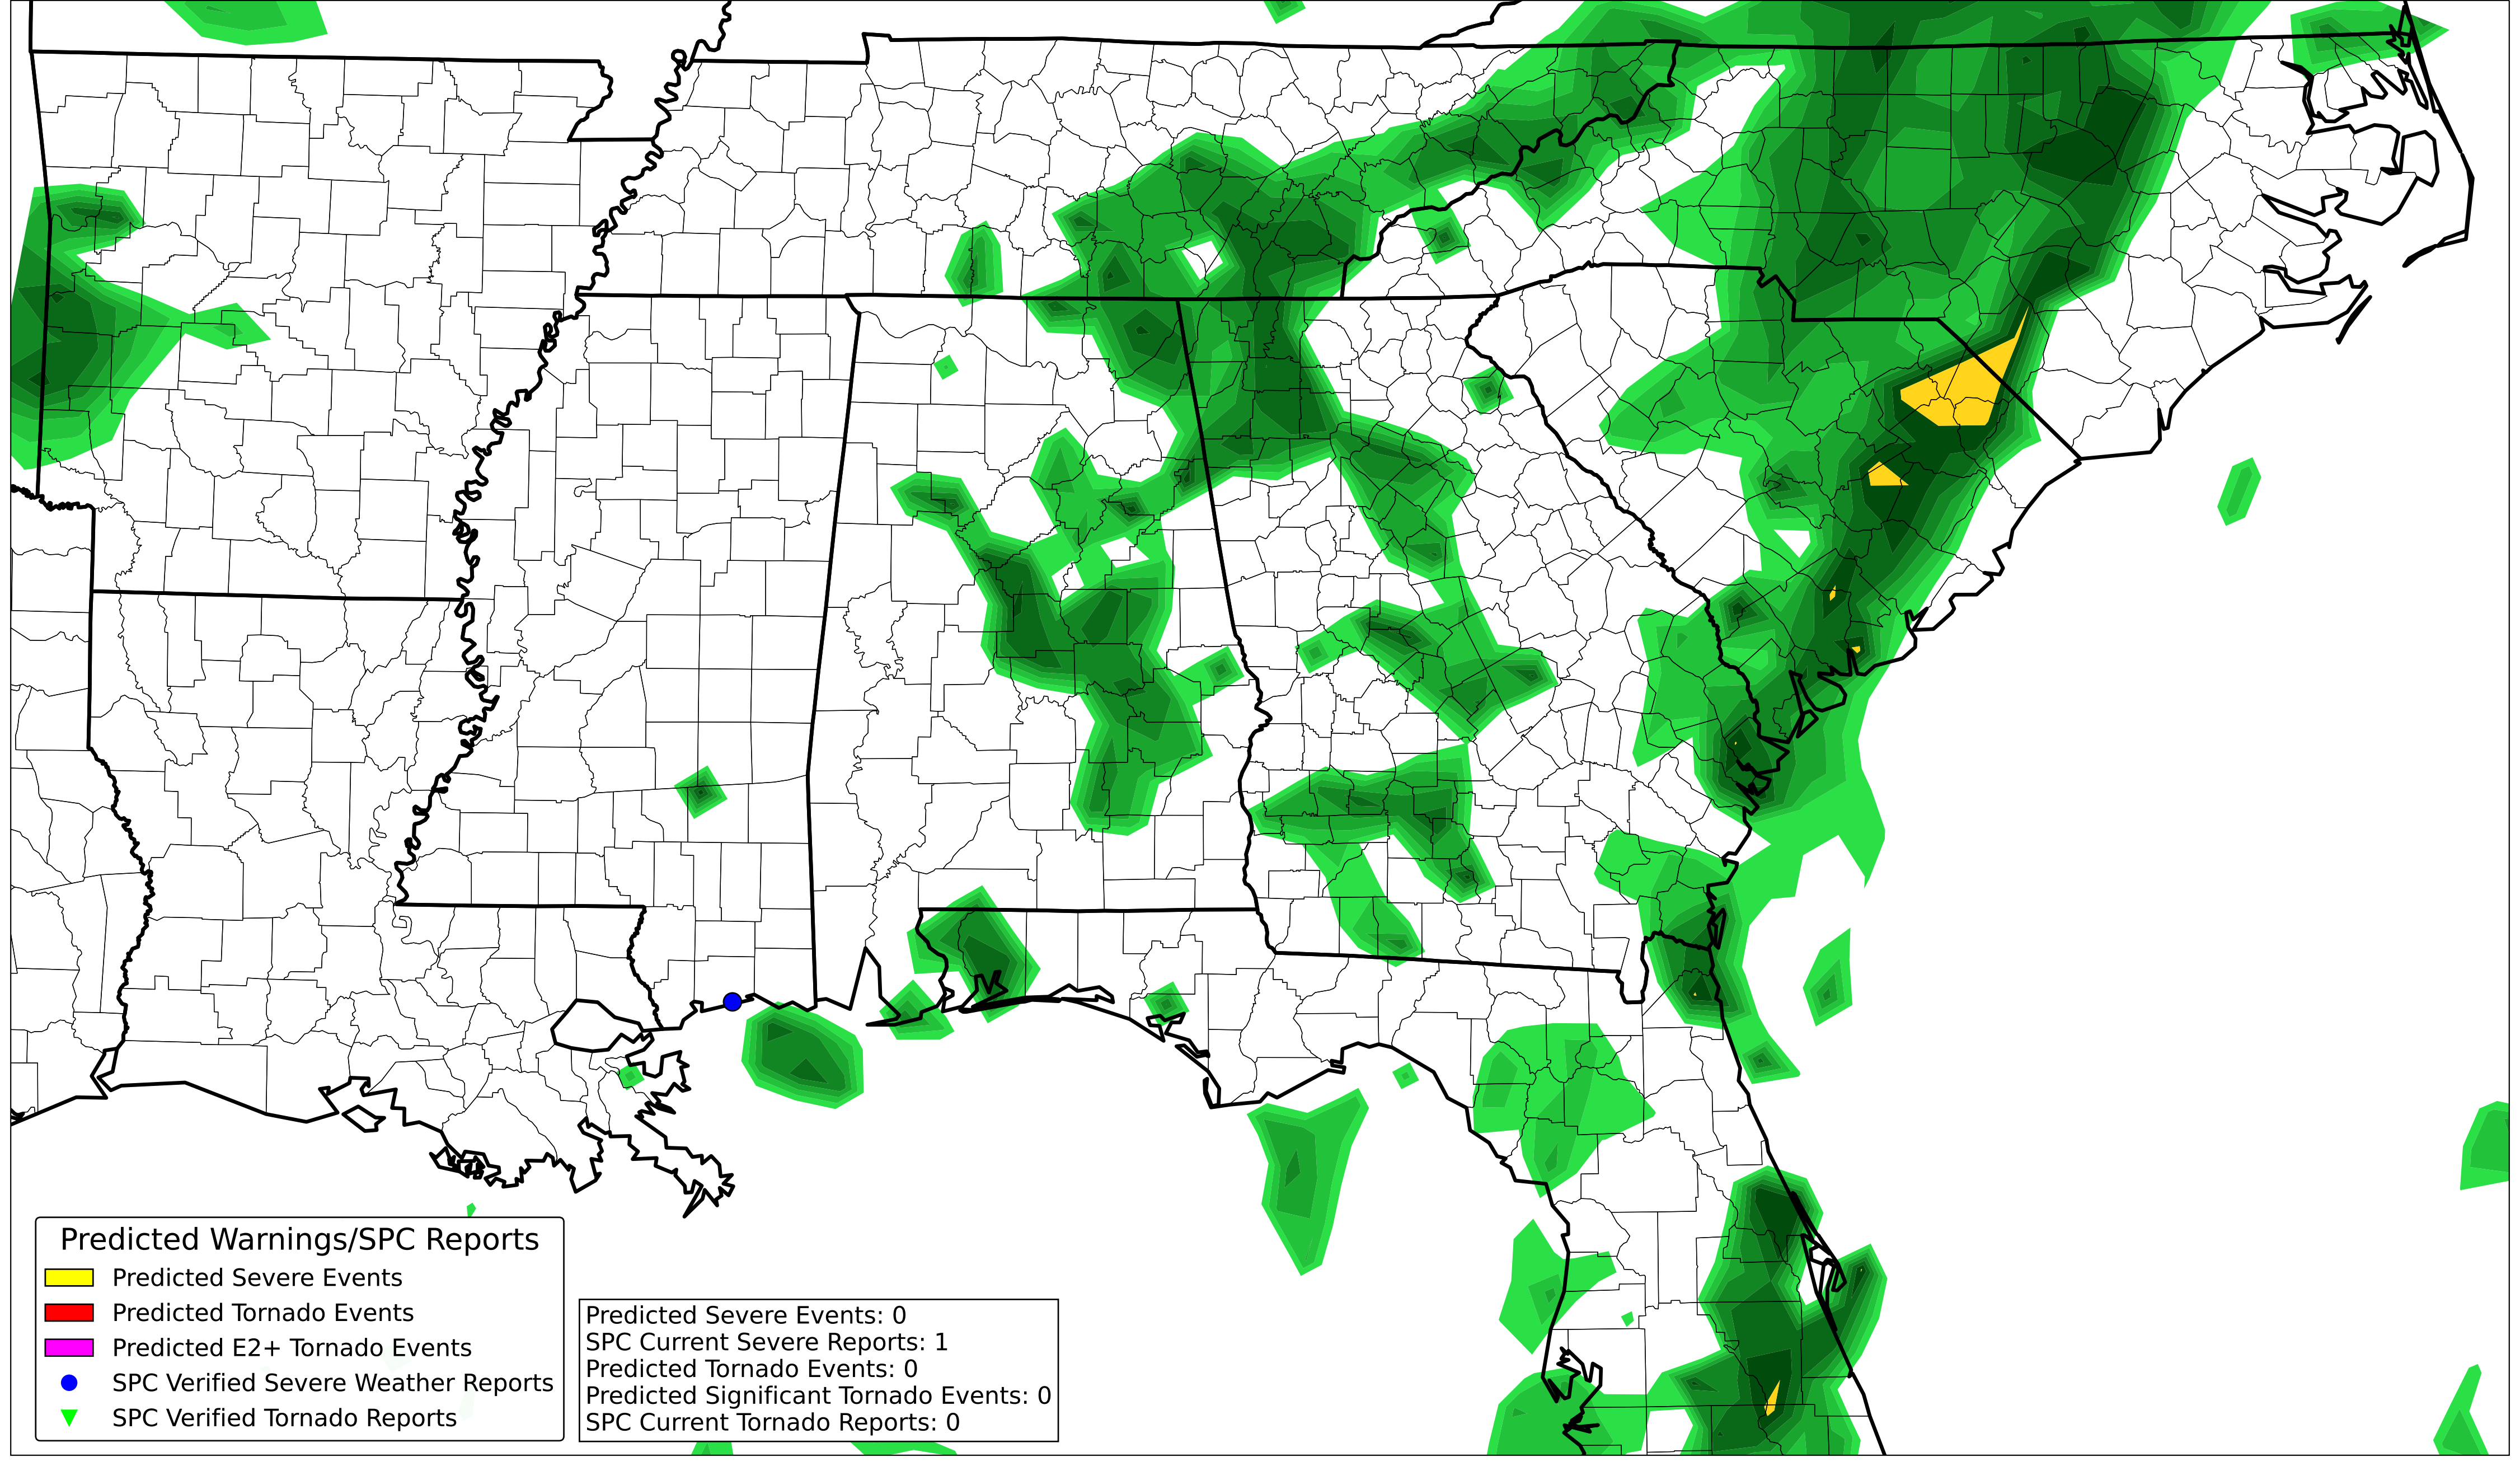 Predicted Warnings/SPC Reports
Predicted Severe Events
Predicted Tornado Events
Predicted E2+ Tornado Events
SPC Verified Severe Weather Reports
SPC Verified Tornado Reports
Predicted Severe Events: 0
SPC Current Severe Reports: 1
Predicted Tornado Events: 0
Predicted Significant Tornado Events: 0
SPC Current Tornado Reports: 0